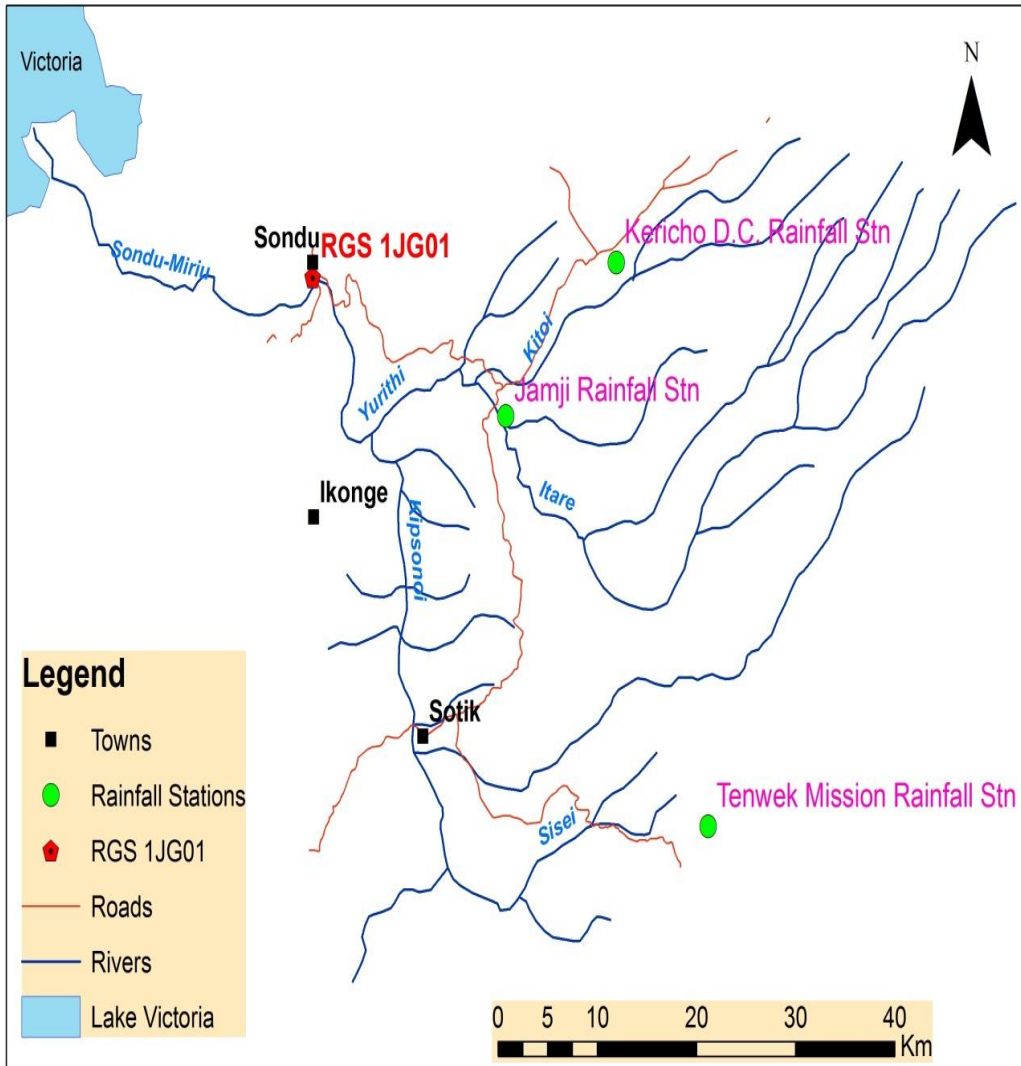 Victoria
N
Kericho D.C. Rainfall Stn
Sondu
RGS 1JG01
Sondu-Miriu
Kitoi
Yurithi
Jamji Rainfall Stn
Ikonge
Itare
Kipsonoi
Legend
Towns
Rainfall Stations
RGS 1JG01
Roads
Rivers
Lake Victoria
Sotik
Tenwek Mission Rainfall Stn
Sisei
0 5 10 20 30 40
Km